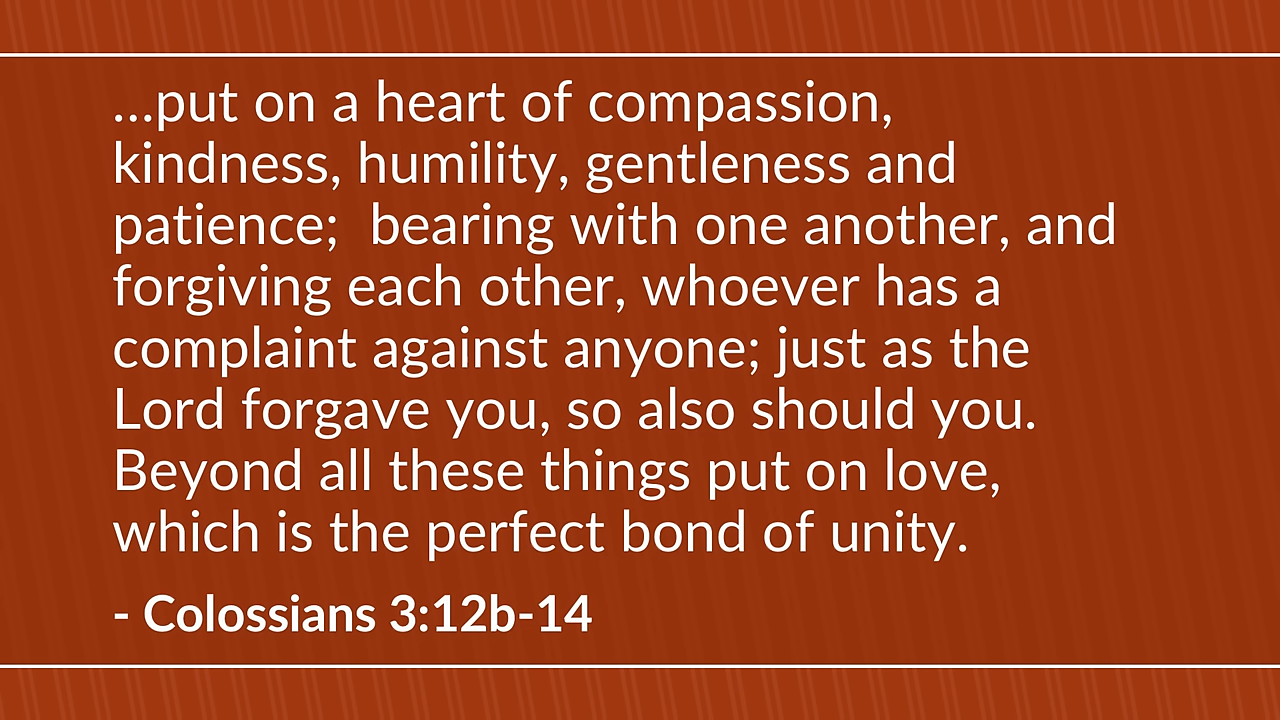 ...put on a heart of compassion,
kindness, humility, gentleness and
patience;  bearing with one another, and
forgiving each other, whoever has a
complaint against anyone; just as the
Lord forgave you, so also should you.
Beyond all these things put on love,
which is the perfect bond of unity.
- Colossians 3:12b-14